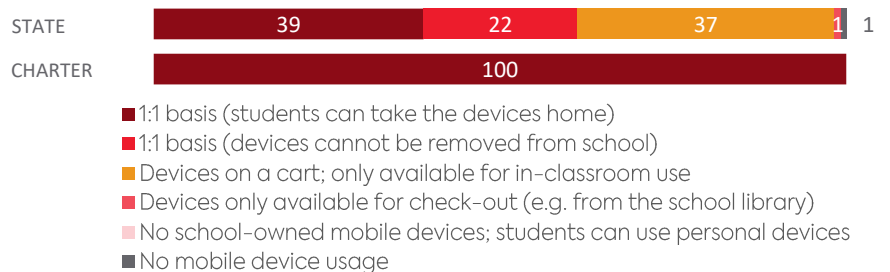 STATE 39 22 37 1 1
CHARTER 100
1:1 basis (students can take the devices home)
1:1 basis (devices cannot be removed from school)
Devices on a cart; only available for in-classroom use
Devices only available for check-out (e.g. from the school library)
No school-owned mobile devices; students can use personal devices
No mobile device usage